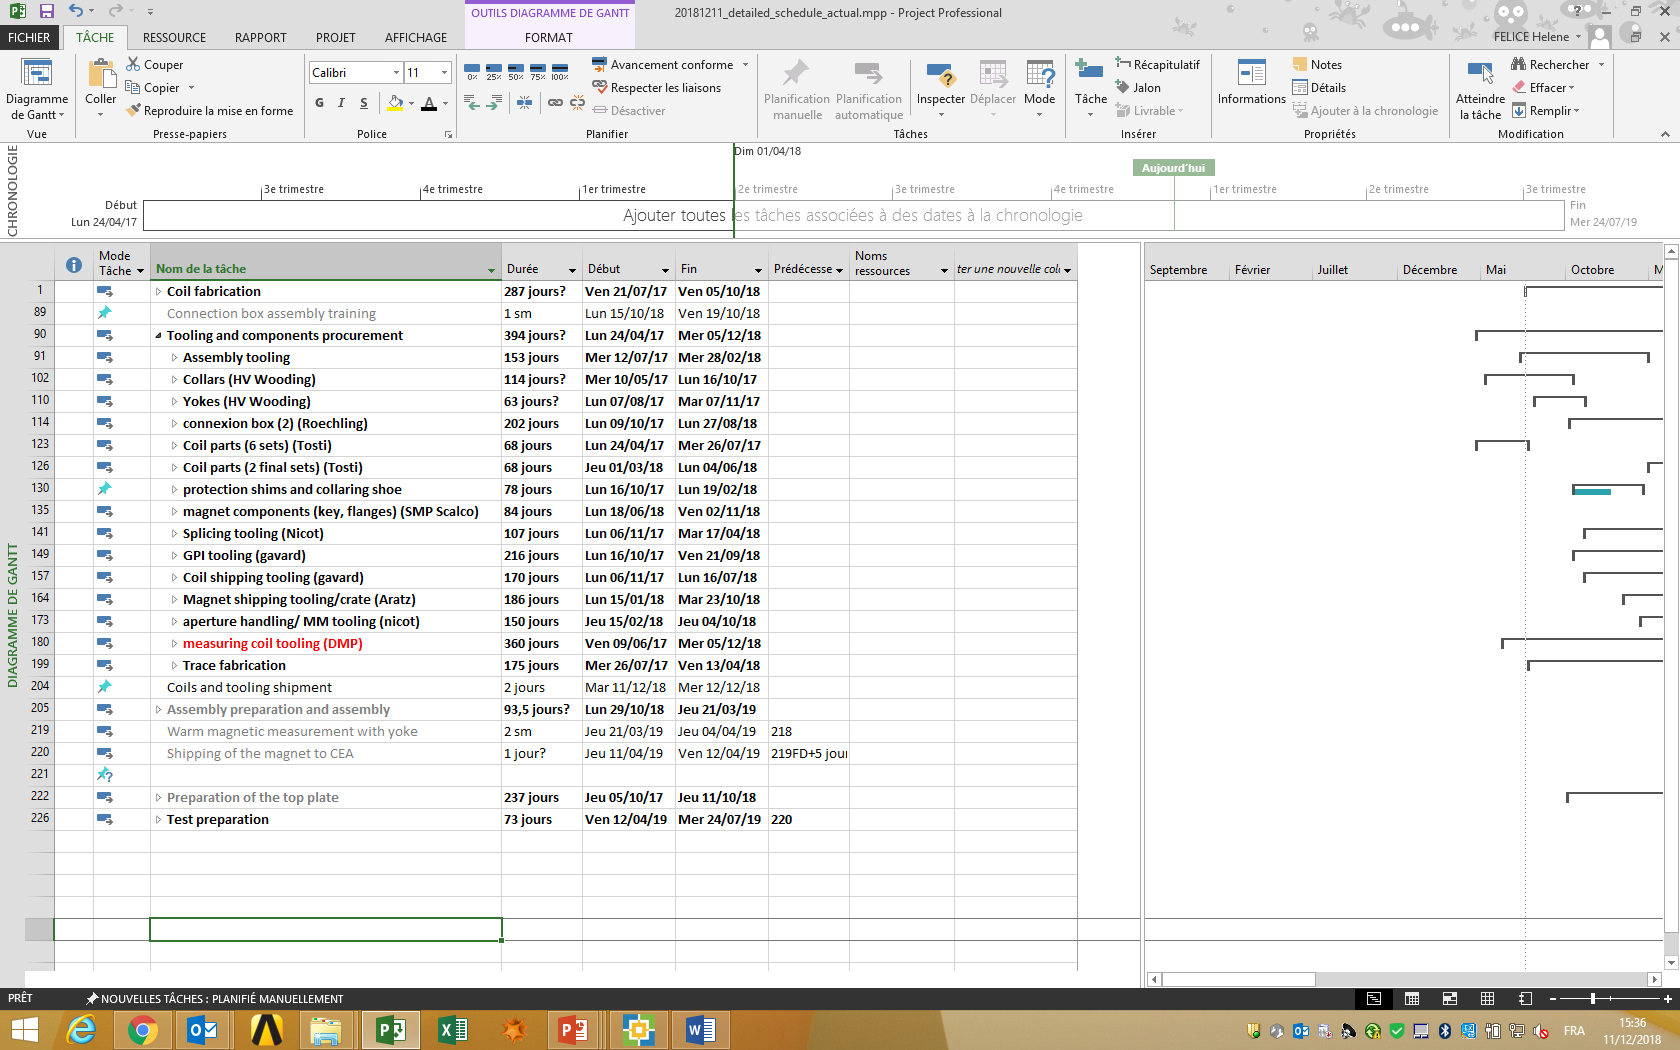 OUTILS DIAGRAMME DE GANTT
20181211_detailed_schedule_actual.mpp - Project Professional
FICHIER TÂCHE RESSOURCE RAPPORT PROJET AFFICHAGE FORMAT FELICE Helene
Diagramme de Gantt
Vue
Coller
Couper
Copier
Reproduire la mise en forme
Presse-papiers
Calibri 11
G I S A
Police
0% 25% 50% 75% 100%
Avancement conforme
Respecter les liaisons
Désactiver
Planifier
Planification manuelle
Planification automatique
Inspecter
Déplacer
Mode
Tâches
Tâche
Récapitulatif
Jalon
Livrable
Insérer
Informations
Notes
Détails
Ajouter à la chronologie
Propriétés
Atteindre la tâche
Rechercher
Effacer
Remplir
Modification
CHRONOLOGIE
Dim 01/04/18
Aujourd'hui
3e trimestre 4e trimestre 1er trimestre 2e trimestre 3e trimestre 4e trimestre 1er trimestre 2e trimestre 3e trimestre
Début
Lun 24/04/17
Ajouter toutes les tâches associées à des dates à la chronologie
Fin
Mer 24/07/19
DIAGRAMME DE GANTT
Mode Tâche Nom de la tâche Durée Début Fin Prédécesse Noms ressources ter une nouvelle col
Septembre Février Juillet Décembre Mai Octobre M
1 Coil fabrication 287 jours? Ven 21/07/17 Ven 05/10/18
89 Connection box assembly training 1 sm Lun 15/10/18 Ven 19/10/18
90 Tooling and components procurement 394 jours? Lun 24/04/17 Mer 05/12/18
91 Assembly tooling 153 jours Mer 12/07/17 Mer 28/02/18
102 Collars (HV Wooding) 114 jours? Mer 10/05/17 Lun 16/10/17
110 Yokes (HV Wooding) 63 jours? Lun 07/08/17 Mar 07/11/17
114 connexion box (2) (Roechling) 202 jours Lun 09/10/17 Lun 27/08/18
123 Coil parts (6 sets) (Tosti) 68 jours Lun 24/04/17 Mer 26/07/17
126 Coil parts (2 final sets) (Tosti) 68 jours Jeu 01/03/18 Lun 04/06/18
130 protection shims and collaring shoe 78 jours Lun 16/10/17 Lun 19/02/18
135 magnet components (key, flanges) (SMP Scalco) 84 jours Lun 18/06/18 Ven 02/11/18
141 Splicing tooling (Nicot) 107 jours Lun 06/11/17 Mar 17/04/18
149 GPI tooling (gavard) 216 jours Lun 16/10/17 Ven 21/09/18
157 Coil shipping tooling (gavard) 170 jours Lun 06/11/17 Lun 16/07/18
164 Magnet shipping tooling/crate (Aratz) 186 jours Lun 15/01/18 Mar 23/10/18
173 aperture handling/ MM tooling (nicot) 150 jours Jeu 15/02/18 Jeu 04/10/18
180 measuring coil tooling (DMP) 360 jours Ven 09/06/17 Mer 05/12/18
199 Trace fabrication 175 jours Mer 26/07/17 Ven 13/04/18
204 Coils and tooling shipment 2 jours Mar 11/12/18 Mer 12/12/18
205 Assembly preparation and assembly 93,5 jours? Lun 29/10/18 Jeu 21/03/19
219 Warm magnetic measurement with yoke 2 sm Jeu 21/03/19 Jeu 04/04/19 218
220 Shipping of the magnet to CEA 1 jour? Jeu 11/04/19 Ven 12/04/19 219FD+5 jour
221
222 Preparation of the top plate 237 jours Jeu 05/10/17 Jeu 11/10/18
226 Test preparation 73 jours Ven 12/04/19 Mer 24/07/19 220
PRÊT NOUVELLES TÂCHES : PLANIFIÉ MANUELLEMENT
FRA
15:36
11/12/2018